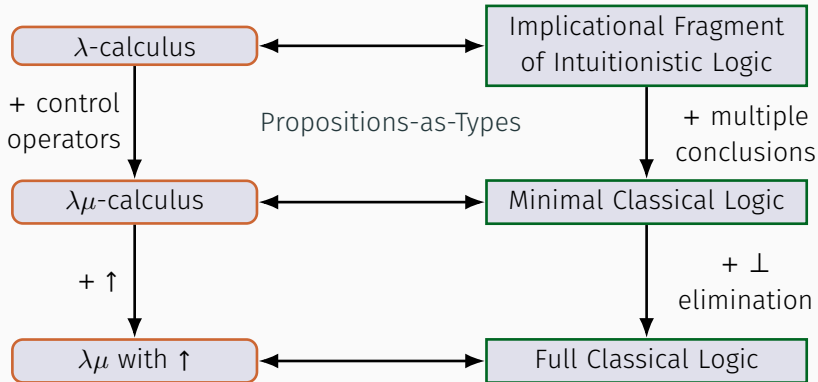 λ-calculus
Implicational Fragment
of Intuitionistic Logic
+ control
operators
Propositions-as-Types
+ multiple
conclusions
λμ-calculus
Minimal Classical Logic
+ ↑
+ ⊥
elimination
λμ with ↑
Full Classical Logic